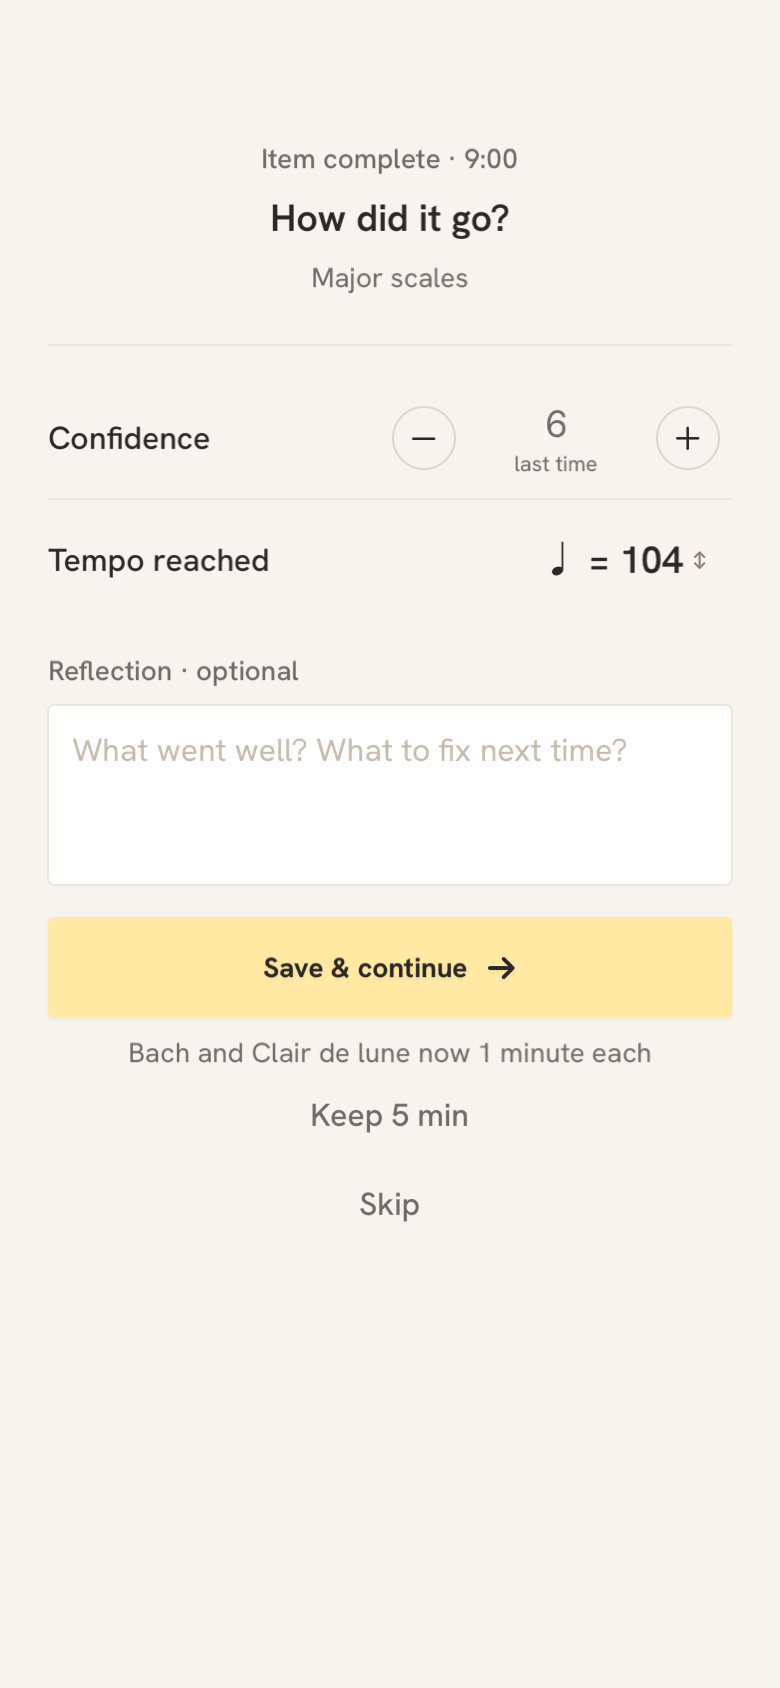 Item complete · 9:00
How did it go?
Major scales
Confidence − 6 +
last time
Tempo reached ♩ = 104 ↕
Reflection · optional
What went well? What to fix next time?
Save & continue →
Bach and Clair de lune now 1 minute each
Keep 5 min
Skip